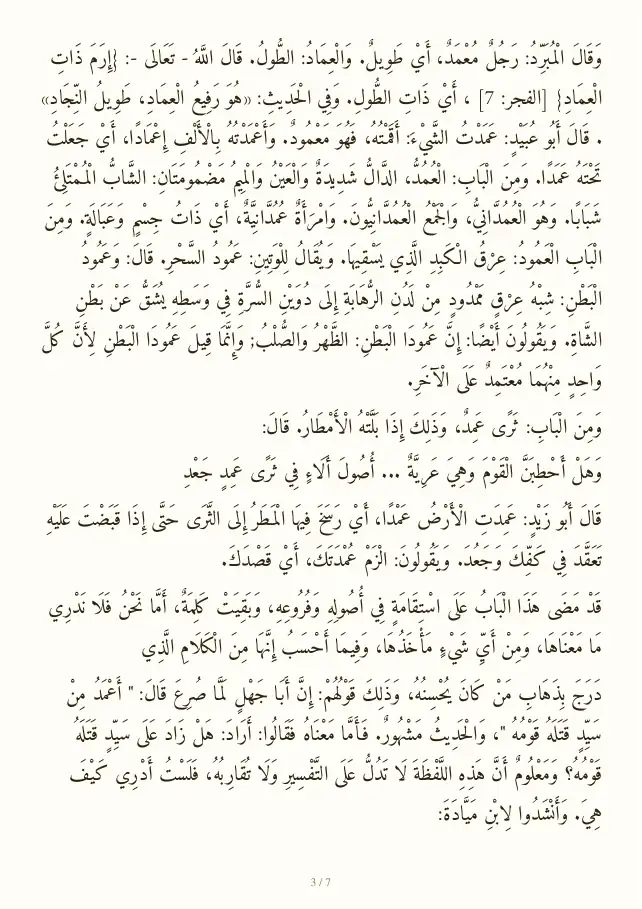 وَقَالَ الْمُبَرِّدُ: رَجُلٌ مُعْمَدٌ، أَيْ طَوِيلٌ. وَالْعِمَادُ: الطُّولُ. قَالَ اللَّهُ - تَعَالَى -: {إِرَمَ ذَاتِ
الْعِمَادِ} [الفجر: 7] ، أَيْ ذَاتِ الطُّولِ. وَفِي الْحَدِيثِ: «هُوَ رَفِيعُ الْعِمَادِ، طَوِيلُ النِّجَادِ»
. قَالَ أَبُو عُبَيْدٍ: عَمَدْتُ الشَّيْءَ: أَقَمْتُهُ، فَهُوَ مَعْمُودٌ. وَأَعْمَدْتُهُ بِالْأَلْفِ إِعْمَادًا، أَيْ جَعَلْتُ
تَحْتَهُ عَمَدًا. وَمِنَ الْبَابِ: الْعُمُدُّ، الدَّالُّ شَدِيدَةٌ وَالْعَيْنُ وَالْمِيمُ مَضْمُومَتَانِ: الشَّابُّ الْمُمْتَلِئُ
شَبَابًا. وَهُوَ الْعُمُدَّانِيُّ، وَالْجَمْعُ الْعُمُدَّانِيُّونَ. وَامْرَأَةٌ عُمُدَّانِيَّةٌ، أَيْ ذَاتُ جِسْمٍ وَعَبَالَةٍ. وَمِنَ
الْبَابِ الْعَمُودُ: عِرْقُ الْكَبِدِ الَّذِي يَسْقِيهَا. وَيُقَالُ لِلْوَتِينِ: عَمُودُ السَّحْرِ. قَالَ: وَعَمُودُ
الْبَطْنِ: شِبْهُ عِرْقٍ مَمْدُودٍ مِنْ لَدُنِ الرُّهَابَةِ إِلَى دُوَيْنِ السُّرَّةِ فِي وَسَطِهِ يُشَقُّ عَنْ بَطْنِ
الشَّاةِ. وَيَقُولُونَ أَيْضًا: إِنَّ عَمُودَا الْبَطْنِ: الظَّهْرُ وَالصُّلْبُ; وَإِنَّمَا قِيلَ عَمُودَا الْبَطْنِ لِأَنَّ كُلَّ
وَاحِدٍ مِنْهُمَا مُعْتَمِدٌ عَلَى الْآخَرِ.
وَمِنَ الْبَابِ: ثَرًى عَمِدٌ، وَذَلِكَ إِذَا بَلَّتْهُ الْأَمْطَارُ. قَالَ:
وَهَلْ أَحْطِبَنَّ الْقَوْمَ وَهِيَ عَرِيَّةٌ ... أُصُولَ أَلَاءٍ فِي ثَرًى عَمِدٍ جَعْدِ
قَالَ أَبُو زَيْدٍ: عَمِدَتِ الْأَرْضُ عَمْدًا، أَيْ رَسَخَ فِيهَا الْمَطَرُ إِلَى الثَّرَى حَتَّى إِذَا قَبَضْتَ عَلَيْهِ
تَعَقَّدَ فِي كَفِّكَ وَجَعُدَ. وَيَقُولُونَ: الْزَمْ عُمْدَتَكَ، أَيْ قَصْدَكَ.
قَدْ مَضَى هَذَا الْبَابُ عَلَى اسْتِقَامَةٍ فِي أُصُولِهِ وَفُرُوعِهِ، وَبَقِيَتْ كَلِمَةٌ، أَمَّا نَحْنُ فَلَا نَدْرِي
مَا مَعْنَاهَا، وَمِنْ أَيِّ شَيْءٍ مَأْخَذُهَا، وَفِيمَا أَحْسَبُ إِنَّهَا مِنَ الْكَلَامِ الَّذِي
دَرَجَ بِذَهَابِ مَنْ كَانَ يُحْسِنُهُ، وَذَلِكَ قَوْلُهُمْ: إِنَّ أَبَا جَهْلٍ لَمَّا صُرِعَ قَالَ: " أَعْمَدُ مِنْ
سَيِّدٍ قَتَلَهُ قَوْمُهُ "، وَالْحَدِيثُ مَشْهُورٌ. فَأَمَّا مَعْنَاهُ فَقَالُوا: أَرَادَ: هَلْ زَادَ عَلَى سَيِّدٍ قَتَلَهُ
قَوْمُهُ؟ وَمَعْلُومٌ أَنَّ هَذِهِ اللَّفْظَةَ لَا تَدُلُّ عَلَى التَّفْسِيرِ وَلَا تُقَارِبُهُ، فَلَسْتُ أَدْرِي كَيْفَ
هِيَ. وَأَنْشَدُوا لِابْنِ مَيَّادَةَ:
3 / 7